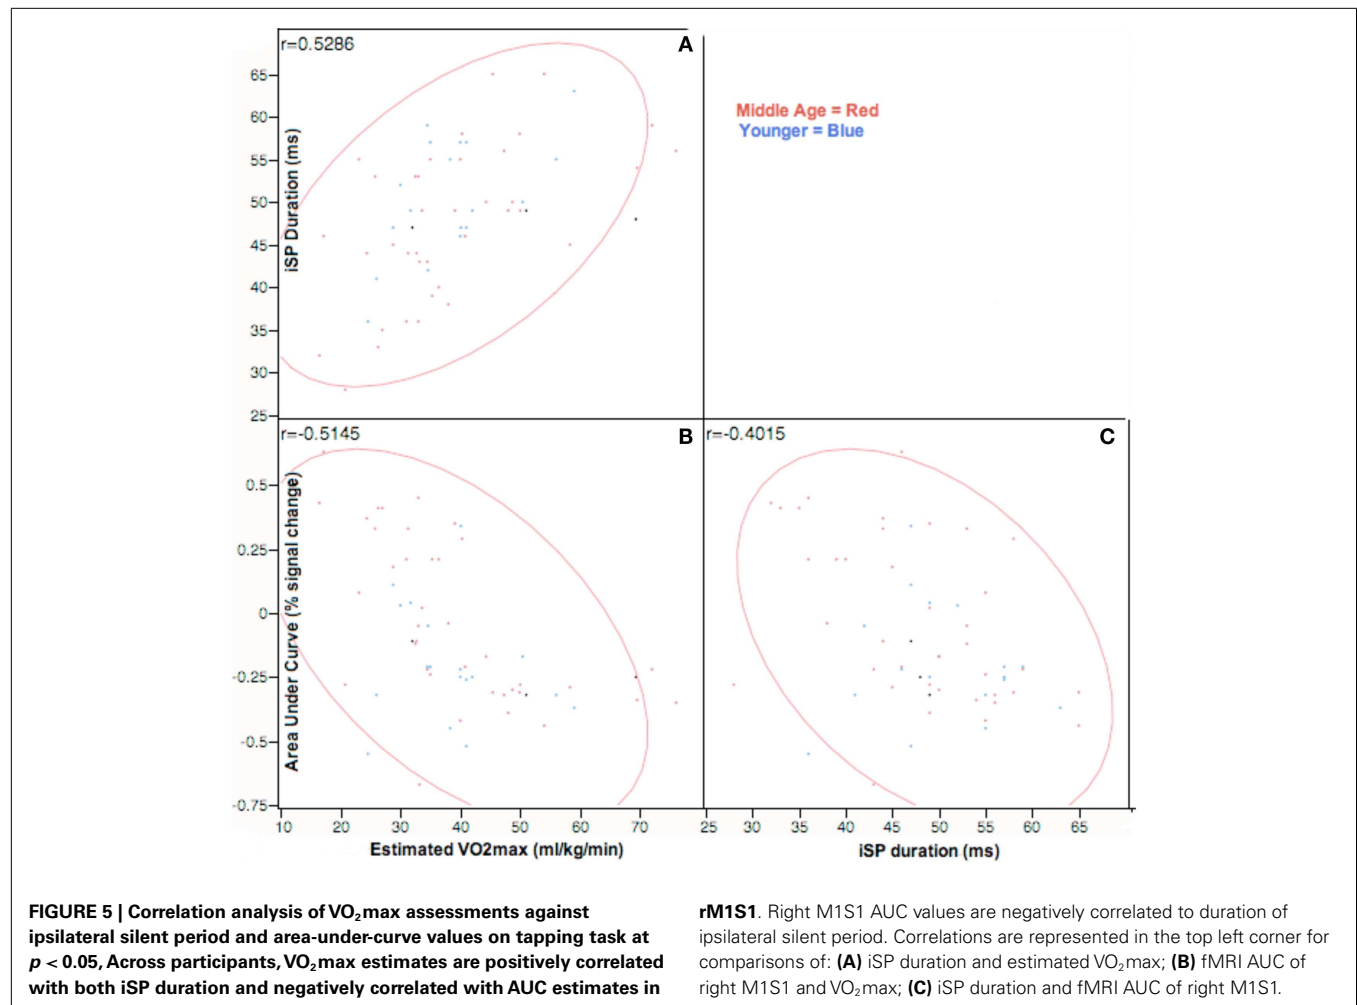 r=0.5286
A
65
60
55
50
45
40
35
30
25
iSP Duration (ms)
Middle Age = Red
Younger = Blue
r=-0.5145
B
0.5
0.25
0
-0.25
-0.5
-0.75
Area Under Curve (% signal change)
10 20 30 40 50 60 70
Estimated VO2max (ml/kg/min)
r=-0.4015
C
25 30 35 40 45 50 55 60 65
iSP duration (ms)
FIGURE 5 | Correlation analysis of VO₂max assessments against
ipsilateral silent period and area-under-curve values on tapping task at
p < 0.05, Across participants, VO₂max estimates are positively correlated
with both iSP duration and negatively correlated with AUC estimates in
rM1S1. Right M1S1 AUC values are negatively correlated to duration of
ipsilateral silent period. Correlations are represented in the top left corner for
comparisons of: (A) iSP duration and estimated VO₂max; (B) fMRI AUC of
right M1S1 and VO₂max; (C) iSP duration and fMRI AUC of right M1S1.